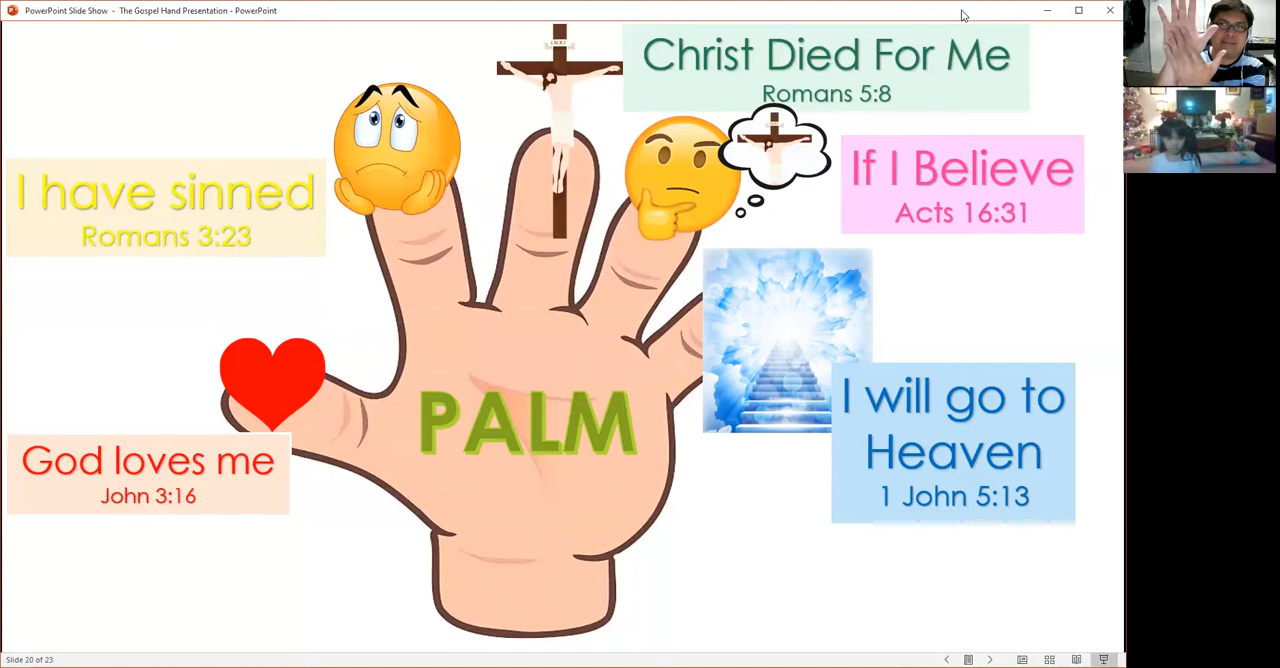 PowerPoint Slide Show - The Gospel Hand Presentation - PowerPoint
Christ Died For Me
Romans 5:8
INRI
If I Believe
Acts 16:31
I have sinned
Romans 3:23
PALM
God loves me
John 3:16
I will go to
Heaven
1 John 5:13
Slide 20 of 23